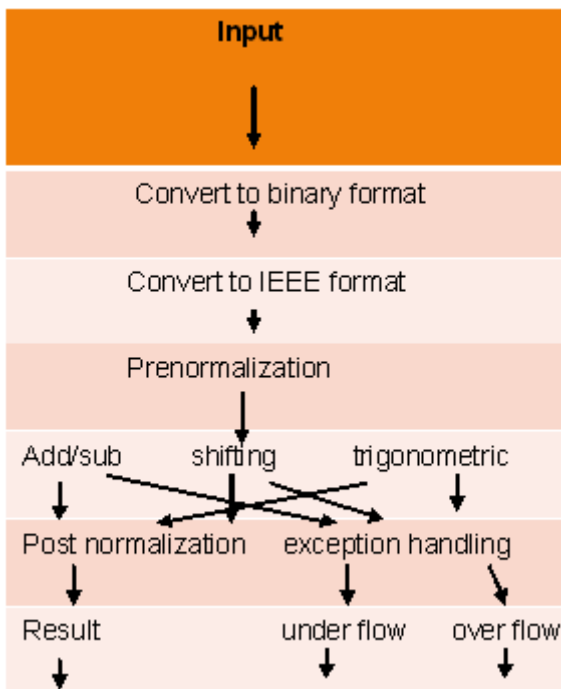 Input
Convert to binary format
Convert to IEEE format
Prenormalization
Add/sub shifting trigonometric
Post normalization exception handling
Result under flow over flow